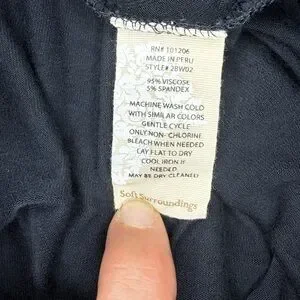 RN# 101206
MADE IN PERU
STYLE# 2BW02
95% VISCOSE
5% SPANDEX
MACHINE WASH COLD
WITH SIMILAR COLORS
GENTLE CYCLE
ONLY NON- CHLORINE
BLEACH WHEN NEEDED
LAY FLAT TO DRY
COOL IRON IF
NEEDED
MAY BE DRY CLEANED
Soft Surroundings